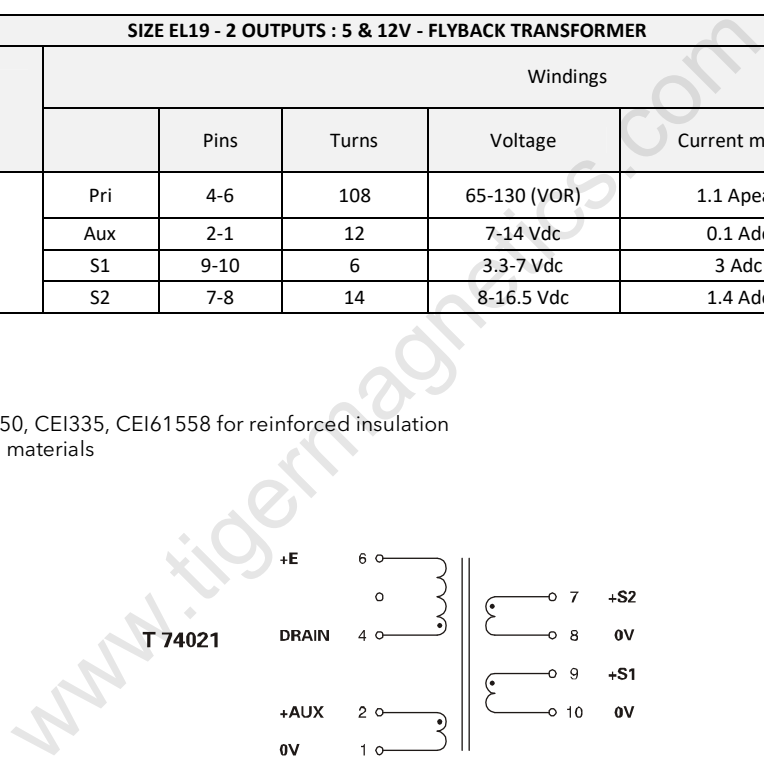 SIZE EL19 - 2 OUTPUTS : 5 & 12V - FLYBACK TRANSFORMER
Windings
Pins Turns Voltage Current
Pri 4-6 108 65-130 (VOR) 1.1
Aux 2-1 12 7-14 Vdc 0.1
S1 9-10 6 3.3-7 Vdc 3 Adc
S2 7-8 14 8-16.5 Vdc 1.4
CEI335, CEI61558 for reinforced insulation
materials
+E 6
7 +S2
T 74021 DRAIN 4
8 0V
9 +S1
+AUX 2
10 0V
0V 1
www.tigermagnetics.com